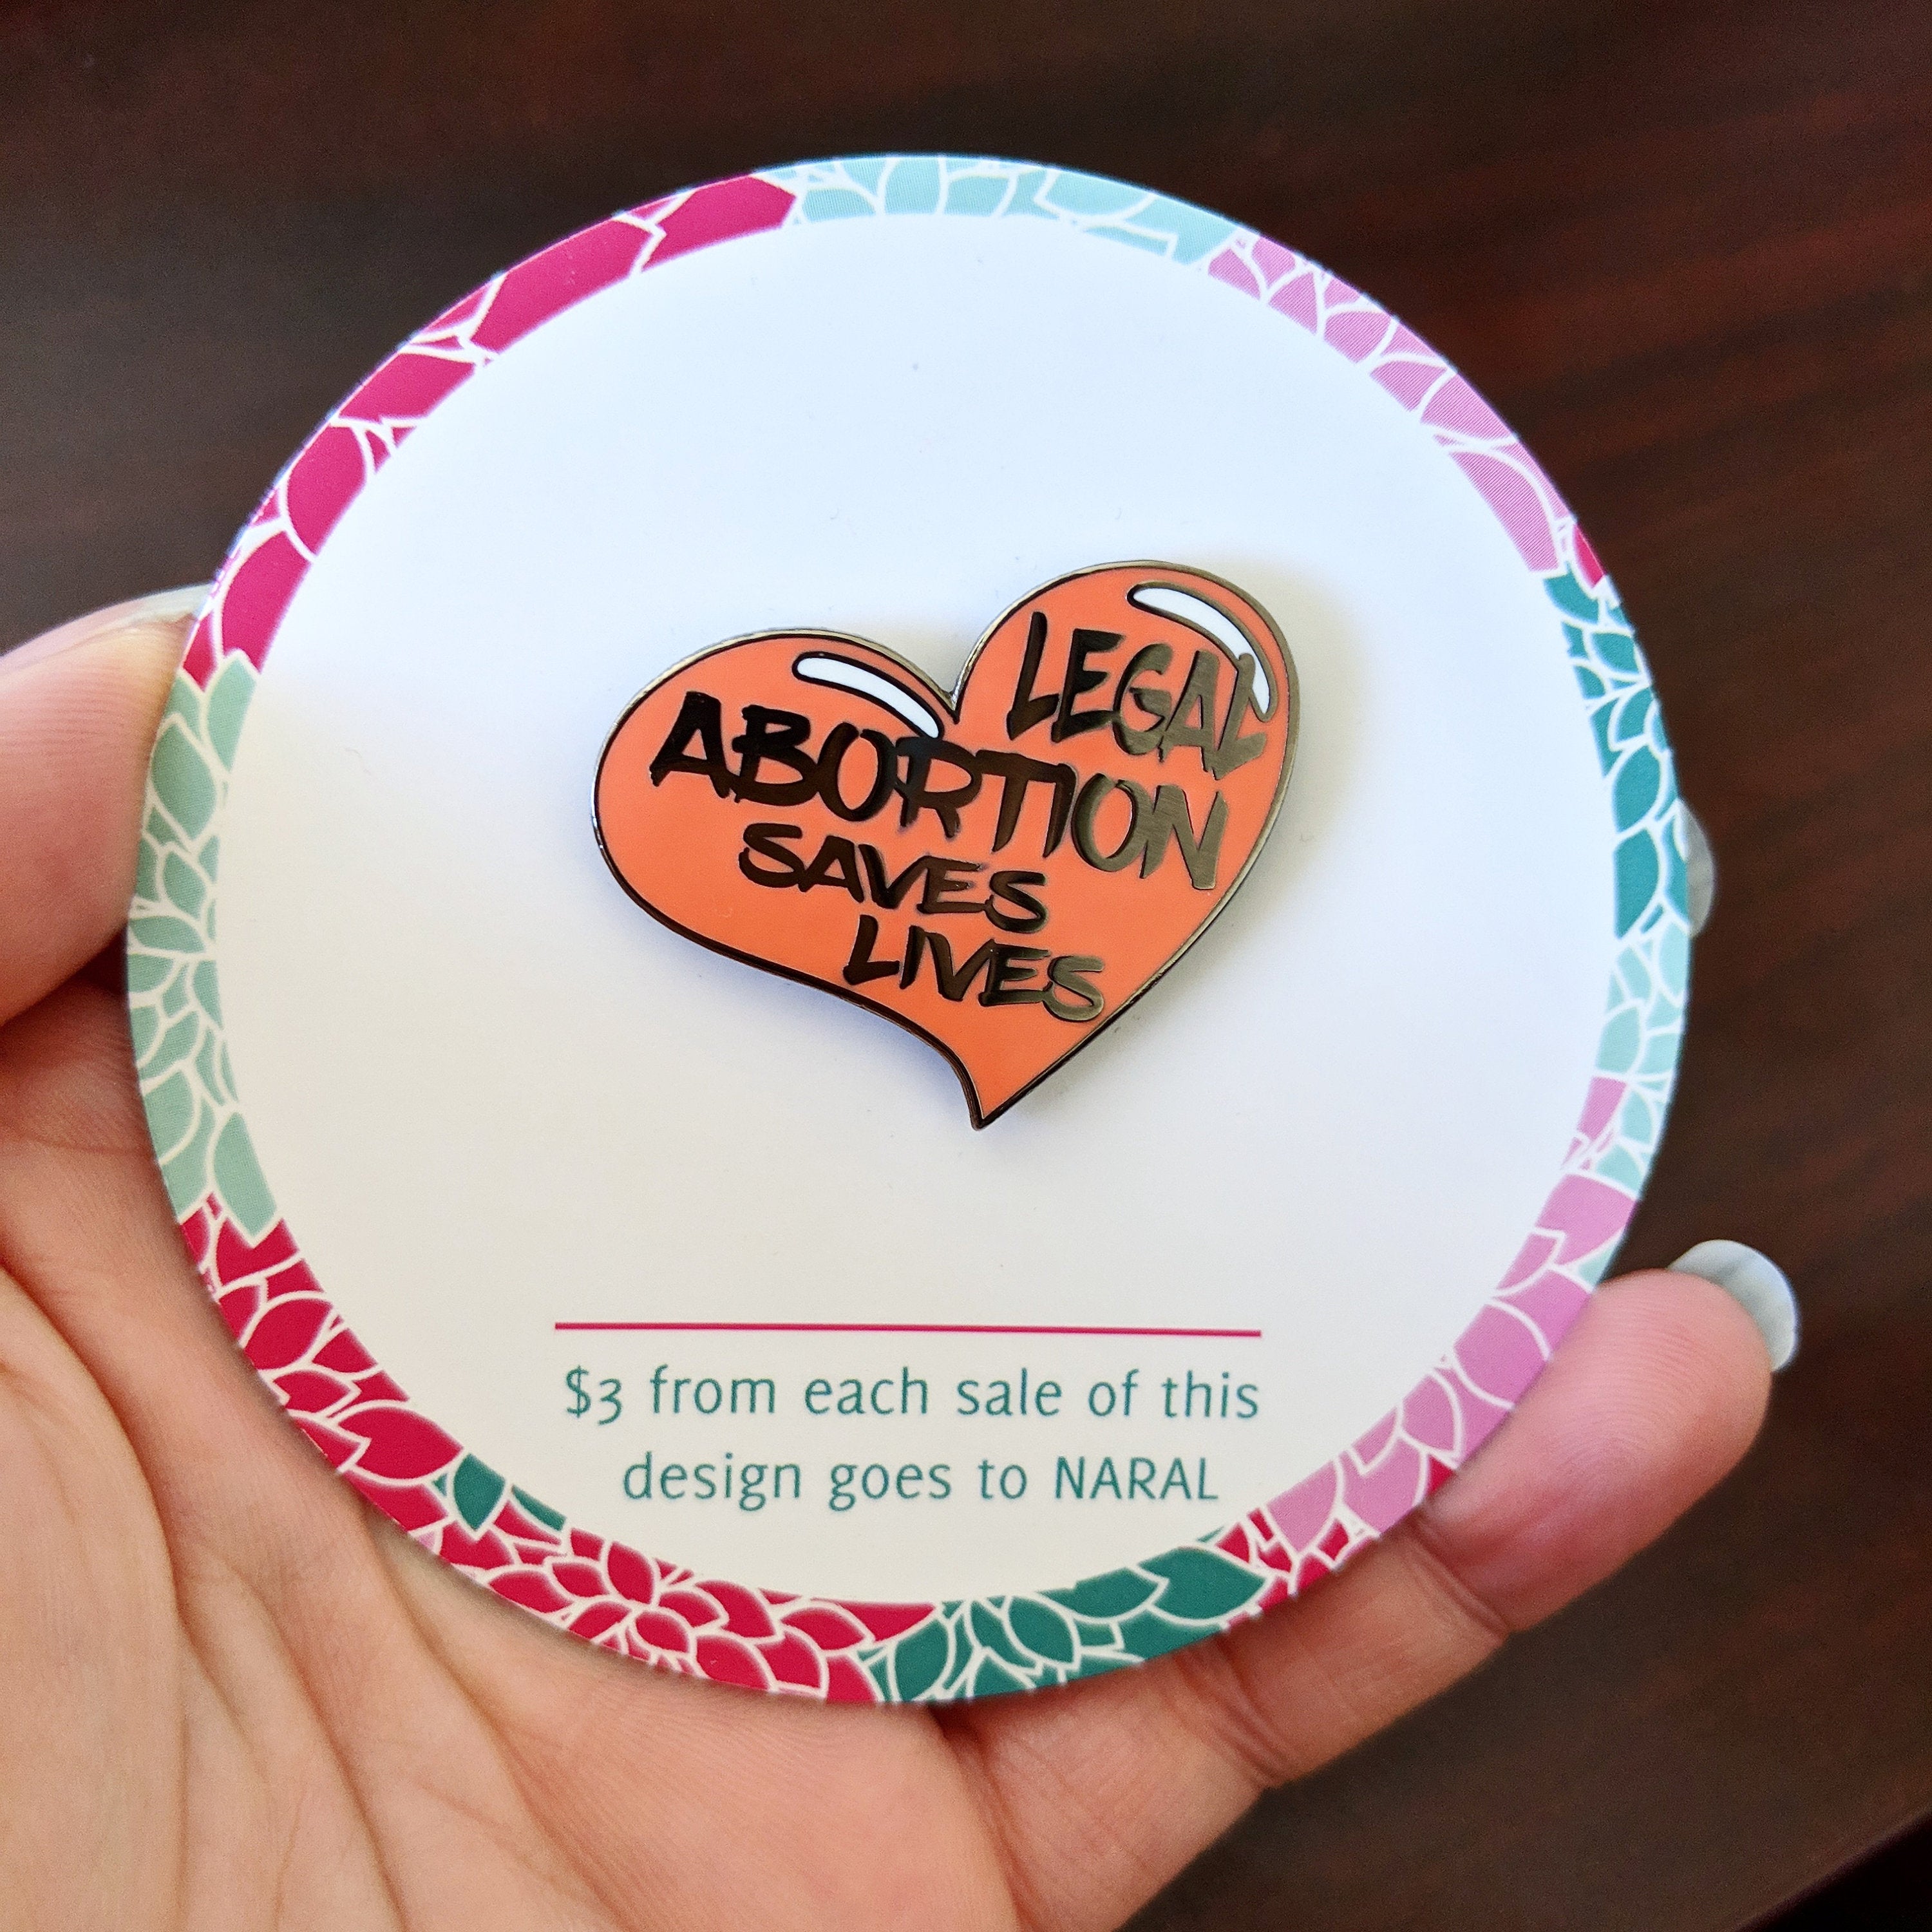 LEGAL
ABORTION
SAVES
LIVES
$3 from each sale of this
design goes to NARAL